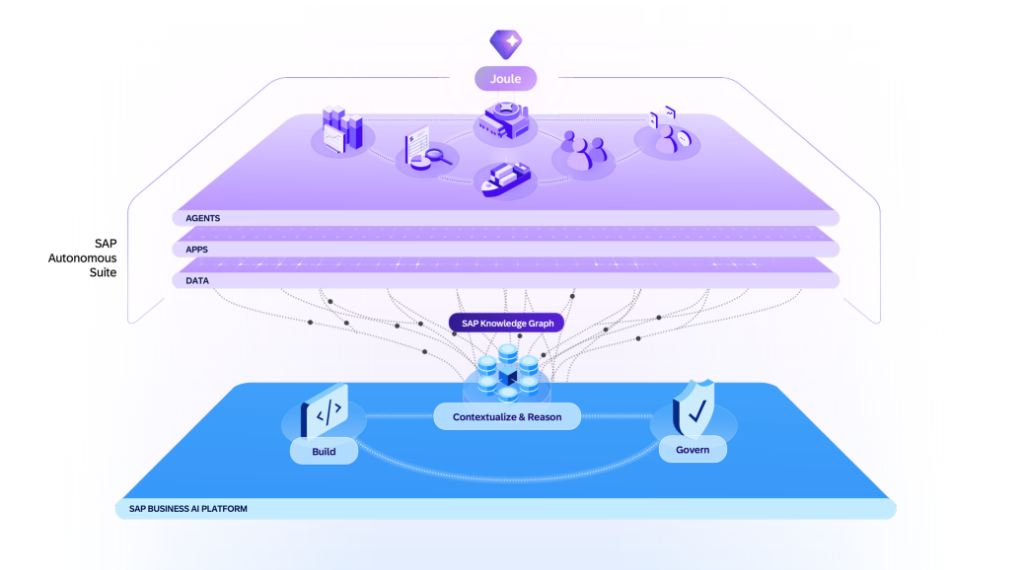 Joule
AGENTS
SAP
Autonomous
Suite
APPS
DATA
SAP Knowledge Graph
Contextualize & Reason
Build
Govern
SAP BUSINESS AI PLATFORM